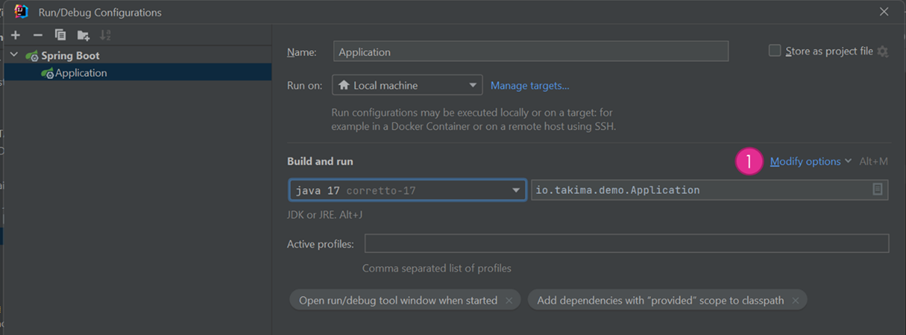 Run/Debug Configurations
Spring Boot
Application
Name: Application
Store as project file
Run on: Local machine Manage targets...
Run configurations may be executed locally or on a target: for
example in a Docker Container or on a remote host using SSH.
Build and run
1 Modify options Alt+M
java 17 corretto-17 io.takima.demo.Application
JDK or JRE. Alt+J
Active profiles:
Comma separated list of profiles
Open run/debug tool window when started × Add dependencies with “provided” scope to classpath ×